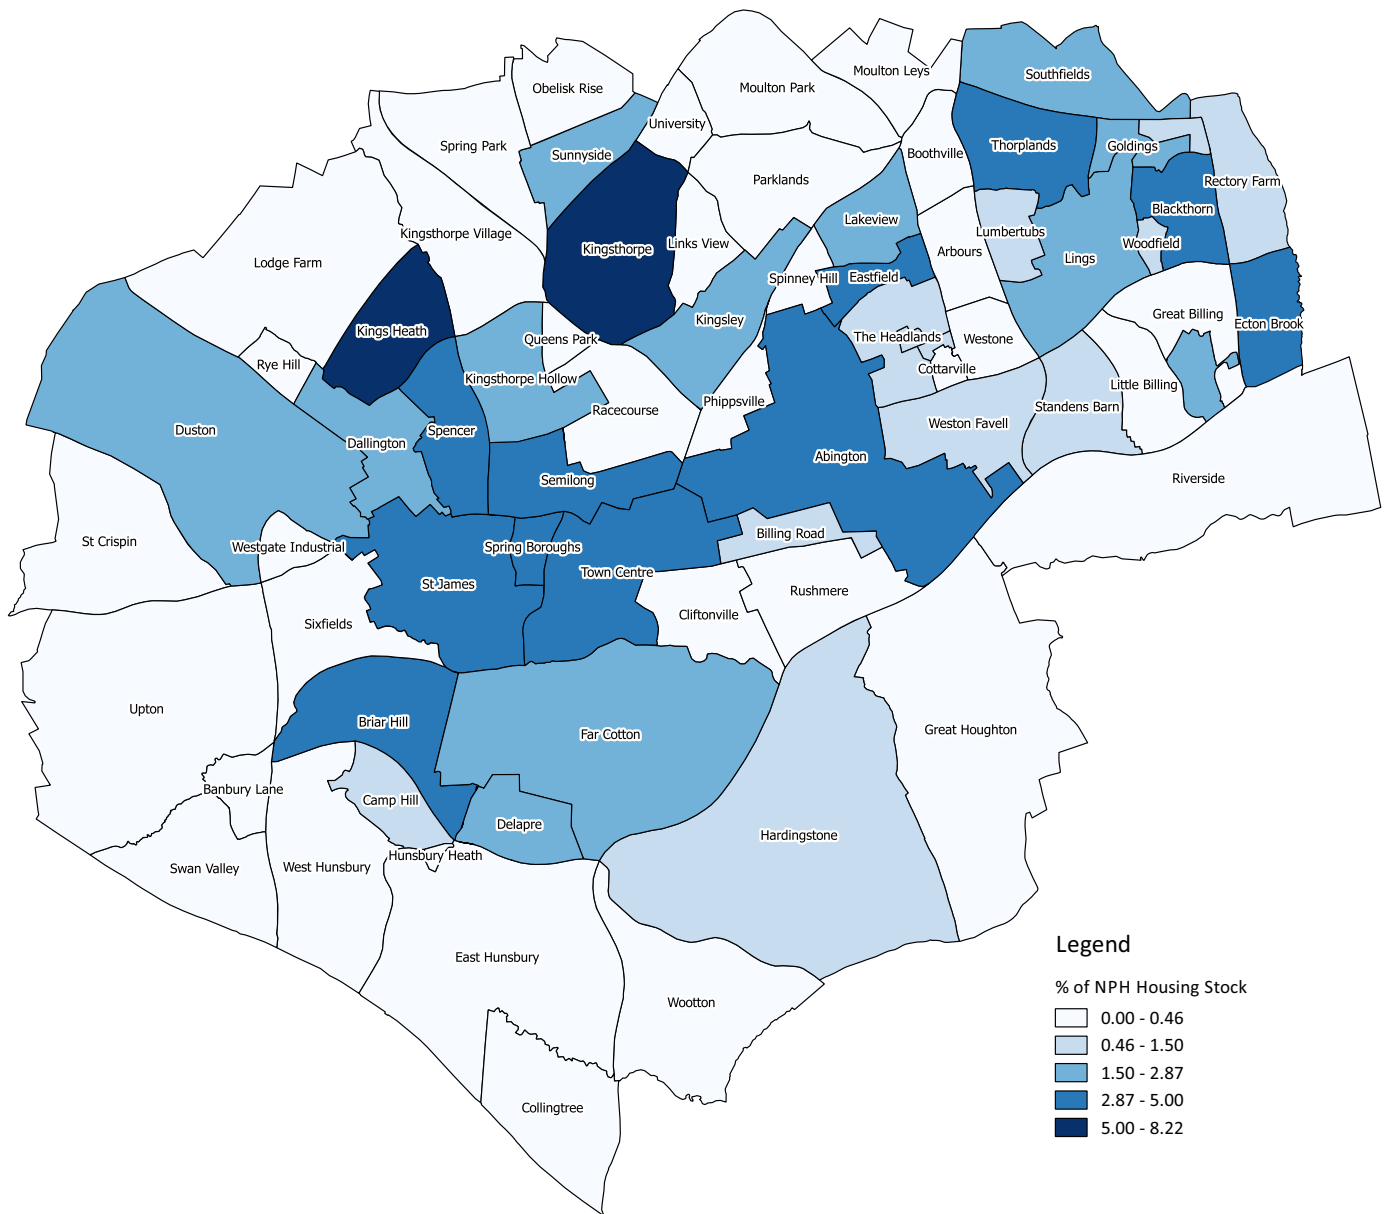 Moulton Leys
Southfields
Obelisk Rise
Moulton Park
University
Spring Park
Sunnyside
Boothville
Thorplands
Goldings
Parklands
Rectory Farm
Blackthorn
Lakeview
Kingsthorpe Village
Lumbertubs
Woodfield
Links View
Kingsthorpe
Arbours
Lings
Lodge Farm
Spinney Hill
Eastfield
Great Billing
Kingsley
Ecton Brook
Kings Heath
Queens Park
The Headlands
Westone
Rye Hill
Cottarville
Kingsthorpe Hollow
Little Billing
Phippsville
Racecourse
Standens Barn
Weston Favell
Duston
Spencer
Dallington
Abington
Semilong
Riverside
Billing Road
St Crispin
Westgate Industrial
Spring Boroughs
Town Centre
St James
Rushmere
Cliftonville
Sixfields
Upton
Briar Hill
Far Cotton
Great Houghton
Banbury Lane
Camp Hill
Delapre
Hardingstone
Hunsbury Heath
Swan Valley
West Hunsbury
East Hunsbury
Wootton
Collingtree
Legend
% of NPH Housing Stock
0.00 - 0.46
0.46 - 1.50
1.50 - 2.87
2.87 - 5.00
5.00 - 8.22